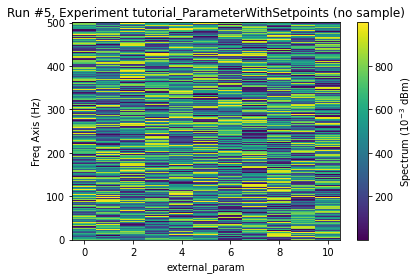 Run #5, Experiment tutorial_ParameterWithSetpoints (no sample)
500
400
300
200
100
0
Freq Axis (Hz)
0 2 4 6 8 10
external_param
800
600
400
200
Spectrum (10⁻³ dBm)